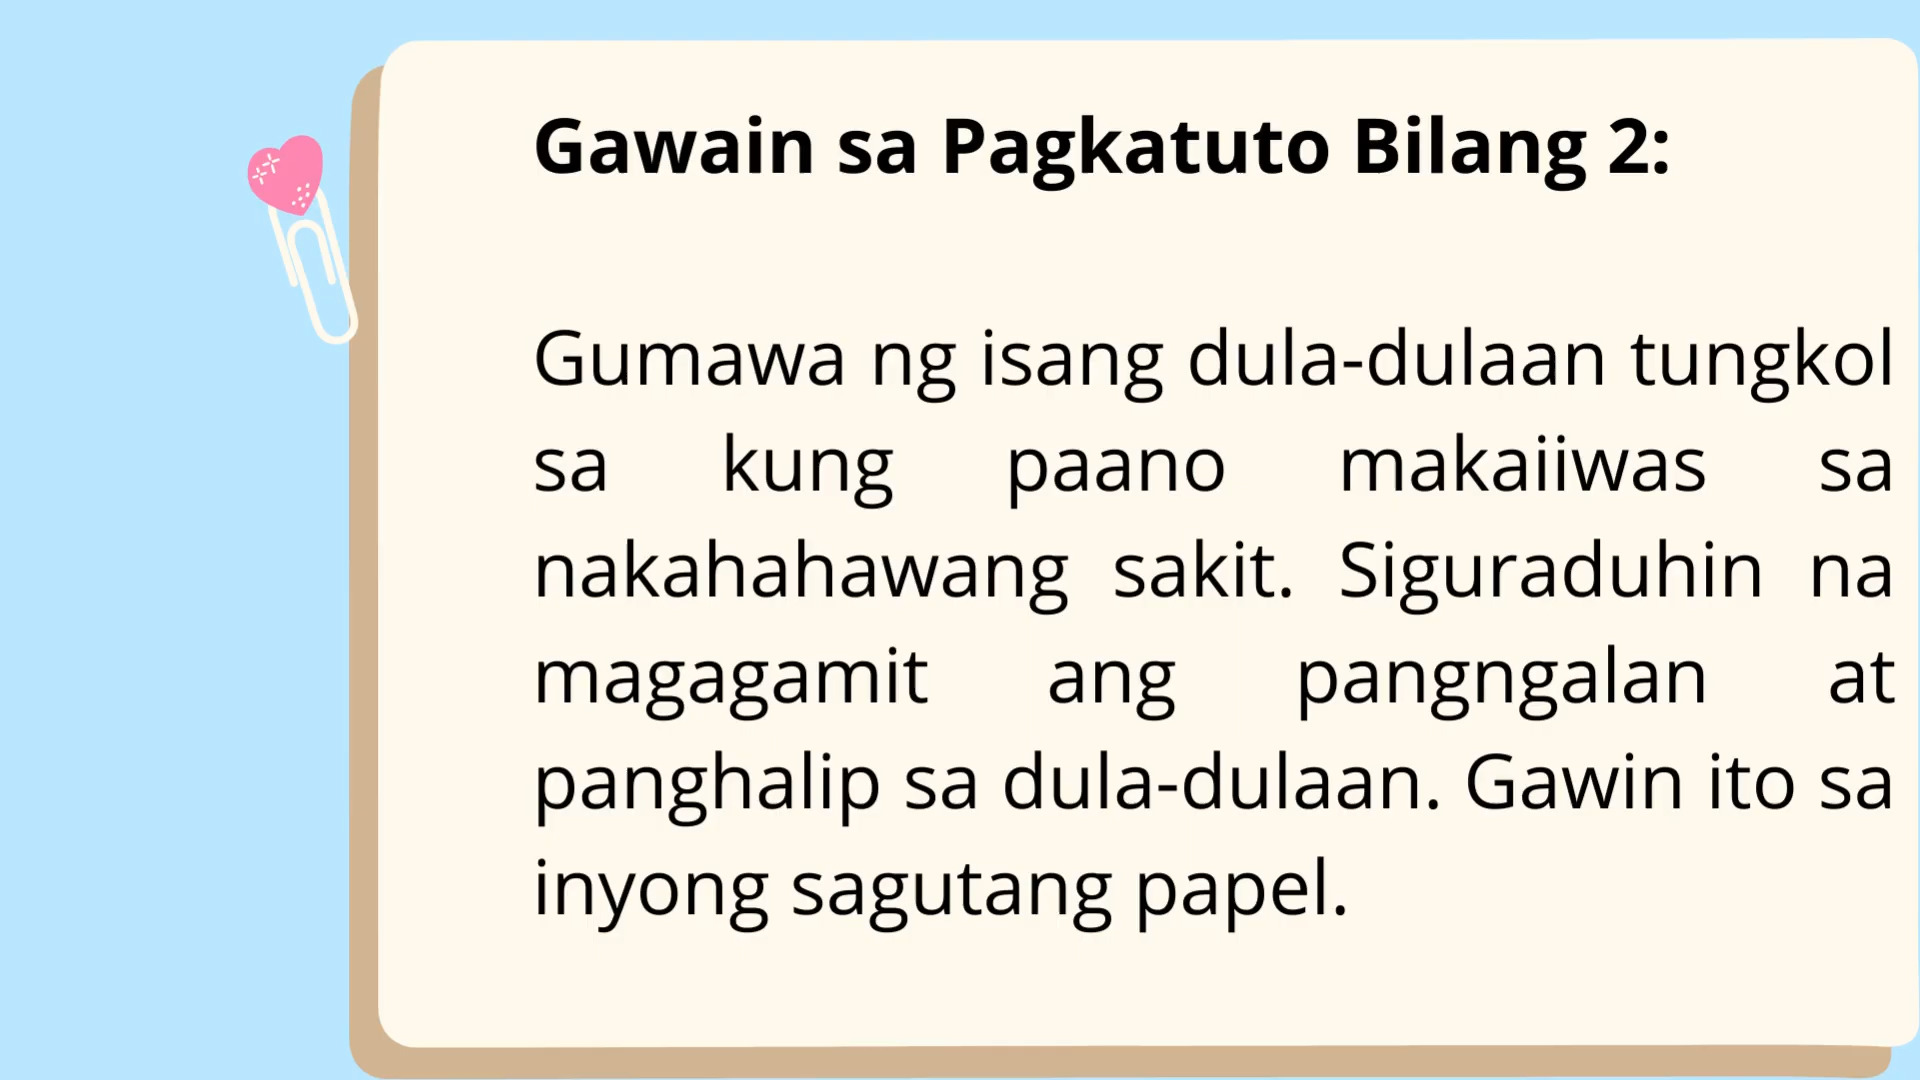 Gawain sa Pagkatuto Bilang 2:
Gumawa ng isang dula-dulaan tungkol
sa kung paano makaiiwas sa
nakahahawang sakit. Siguraduhin na
magagamit ang pangngalan at
panghalip sa dula-dulaan. Gawin ito sa
inyong sagutang papel.